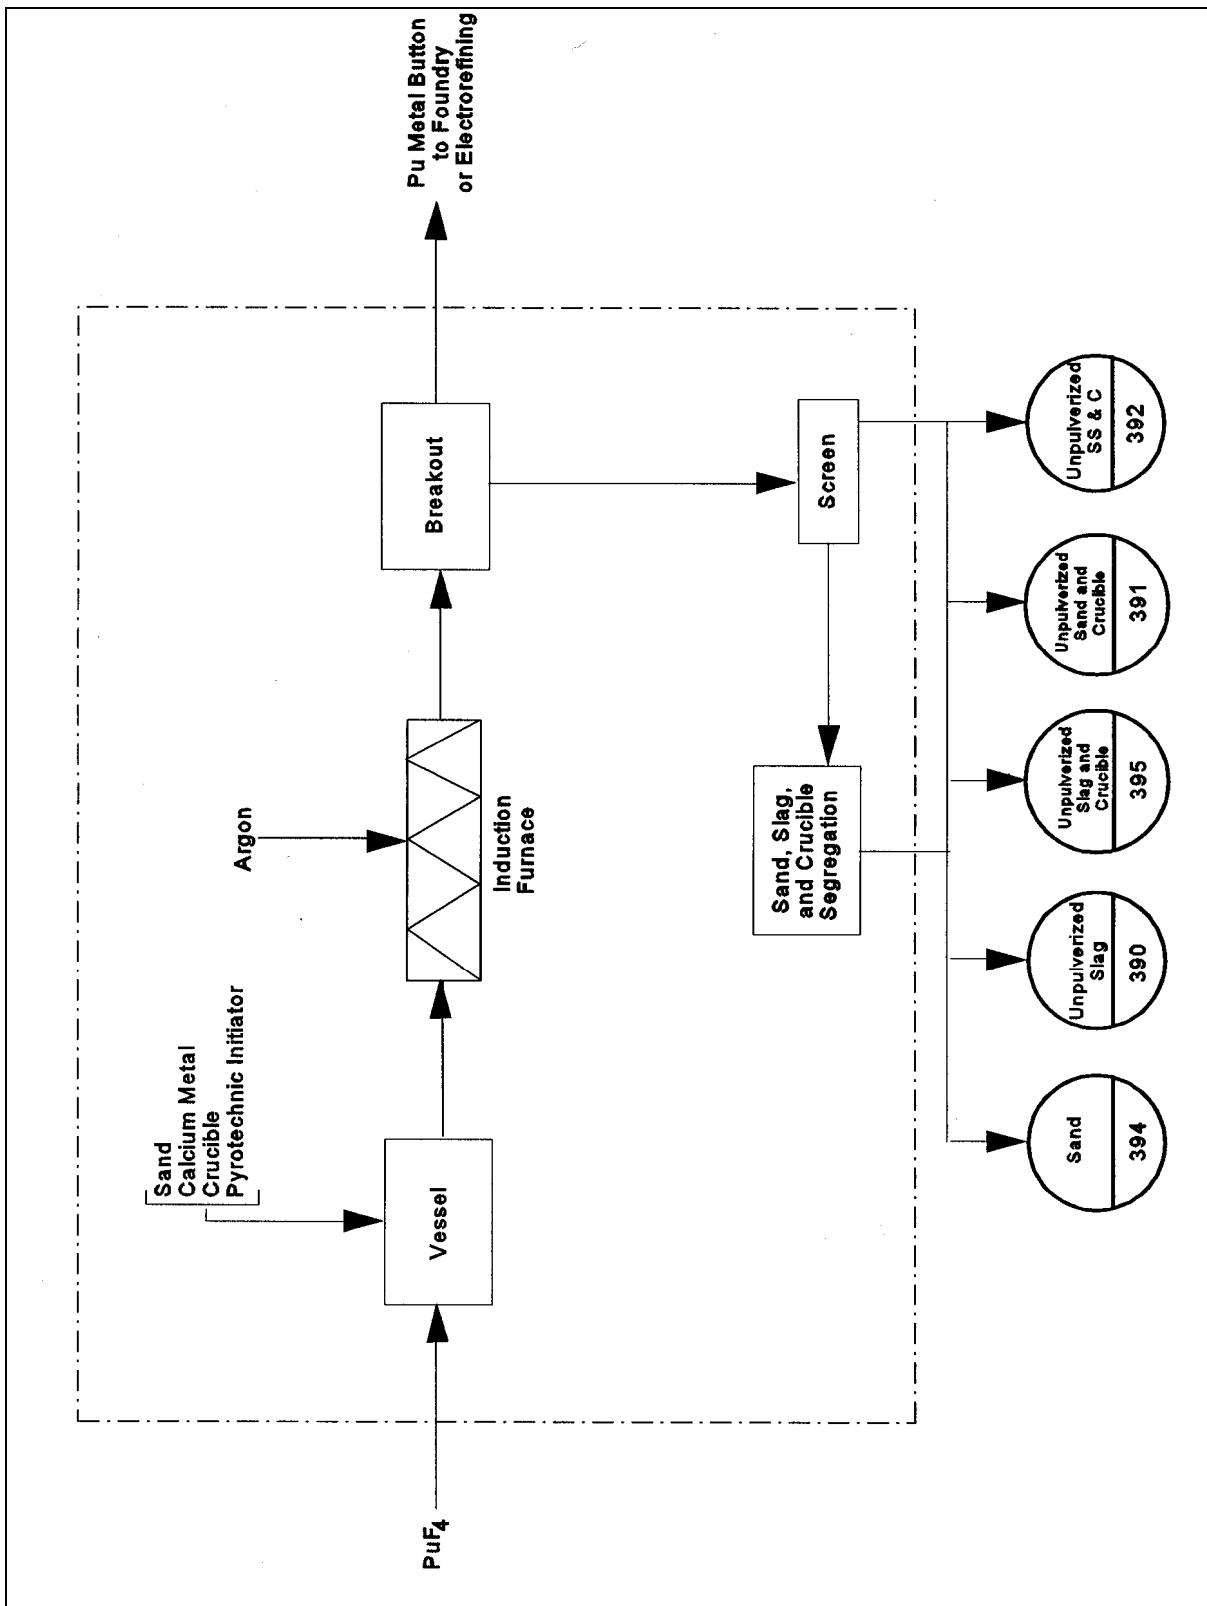 Sand
Calcium Metal
Crucible
Pyrotechnic Initiator
Argon
PuF4
Vessel
Induction
Furnace
Breakout
Pu Metal Button
to Foundry
or Electrorefining
Sand, Slag,
and Crucible
Segregation
Screen
Sand
394
Unpulverized
Slag
390
Unpulverized
Slag and
Crucible
395
Unpulverized
Sand and
Crucible
391
Unpulverized
SS & C
392